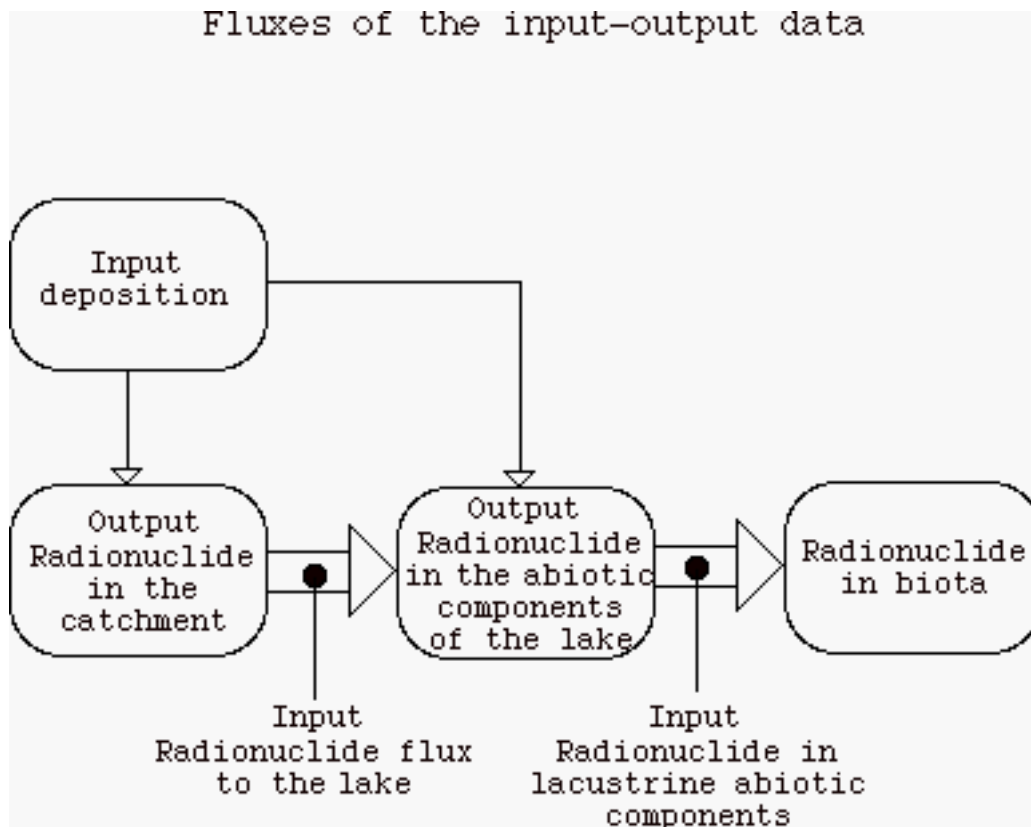 Fluxes of the input-output data
Input
deposition
Output
Radionuclide
in the
catchment
Output
Radionuclide
in the abiotic
components
of the lake
Radionuclide
in biota
Input
Radionuclide flux
to the lake
Input
Radionuclide in
lacustrine abiotic
components